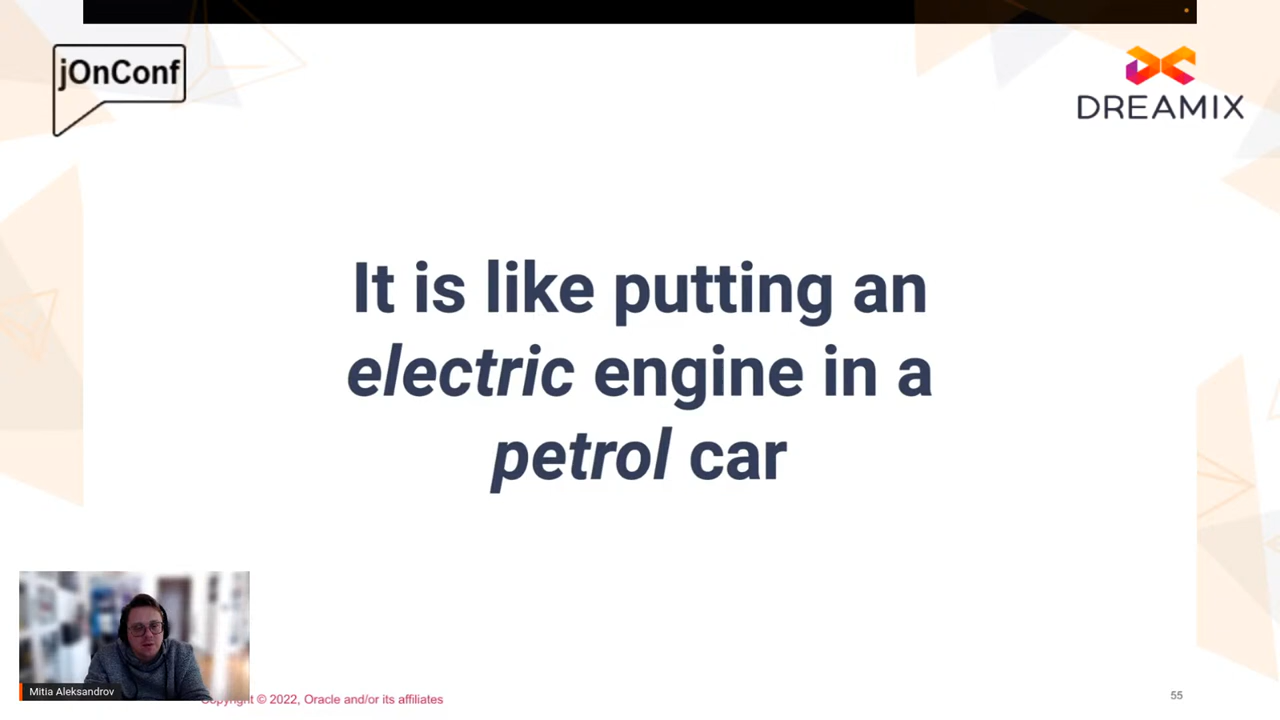 jOnConf
DREAMIX
It is like putting an
electric engine in a
petrol car
Mitia Aleksandrov
Copyright © 2022, Oracle and/or its affiliates
55